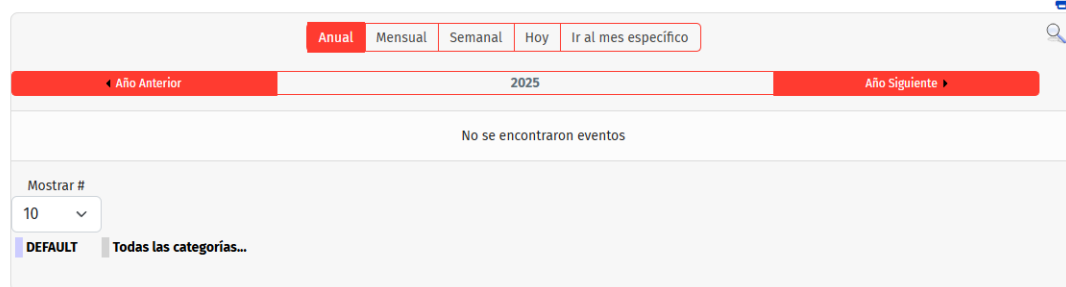 Anual Mensual Semanal Hoy Ir al mes específico
Año Anterior 2025 Año Siguiente
No se encontraron eventos
Mostrar #
10
DEFAULT Todas las categorías...